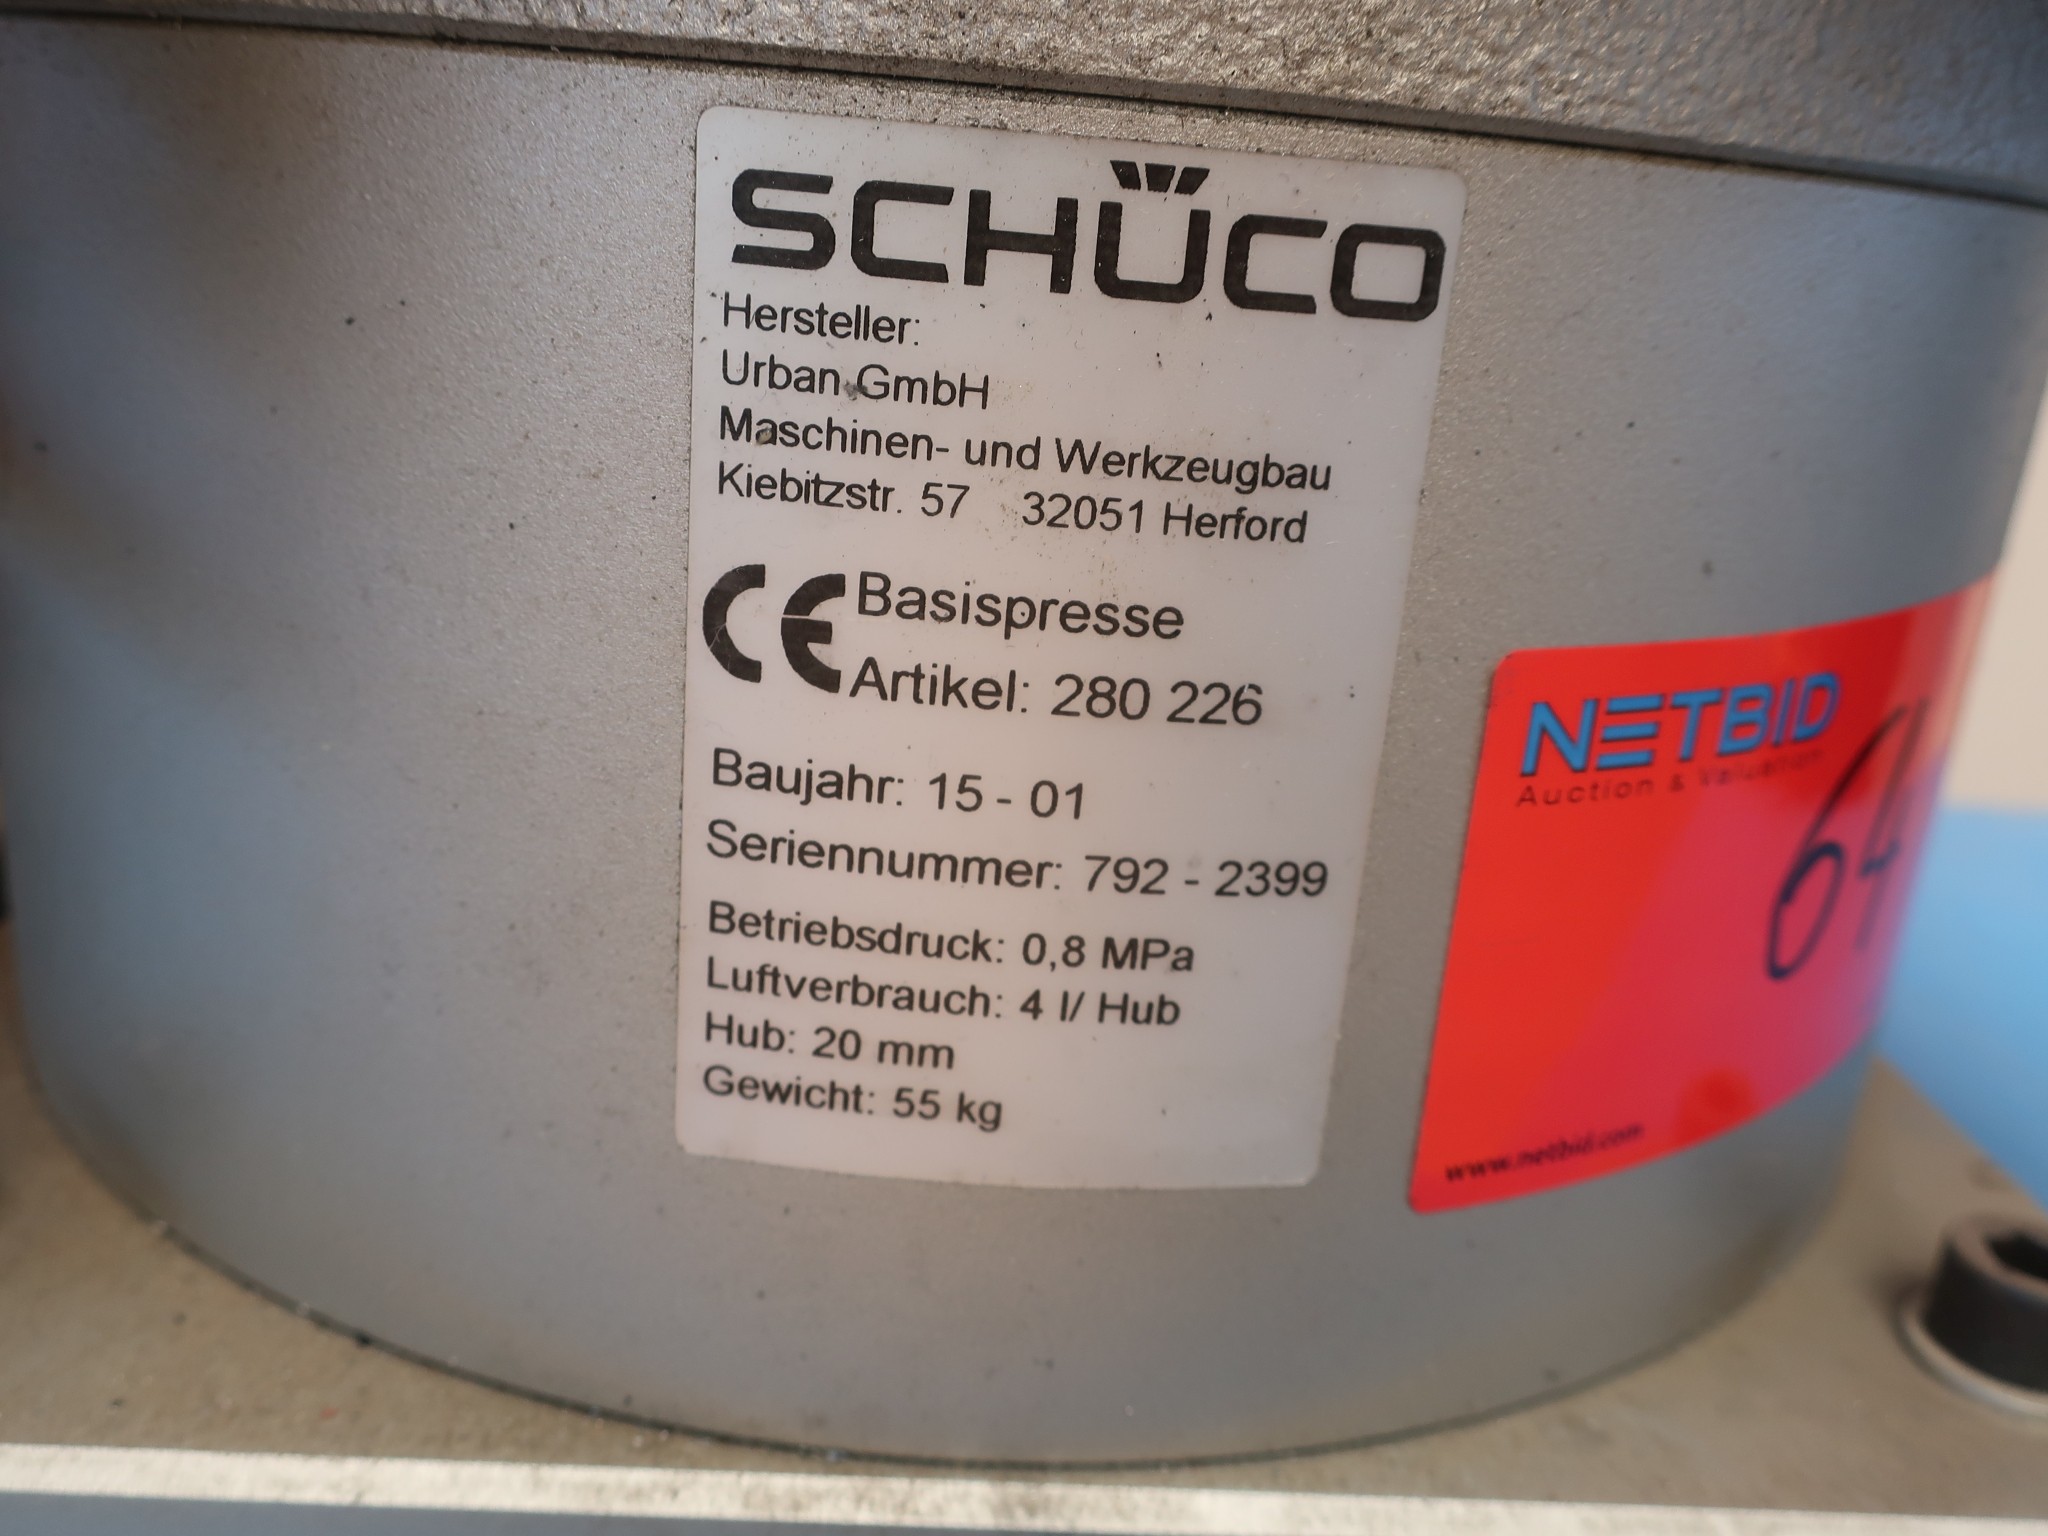 SCHÜCO
Hersteller:
Urban GmbH
Maschinen- und Werkzeugbau
Kiebitzstr. 57 32051 Herford
CE Basispresse
Artikel: 280 226
Baujahr: 15 - 01
Seriennummer: 792 - 2399
Betriebsdruck: 0,8 MPa
Luftverbrauch: 4 l/ Hub
Hub: 20 mm
Gewicht: 55 kg
NETBID
Auction & Valuation
www.netbid.com